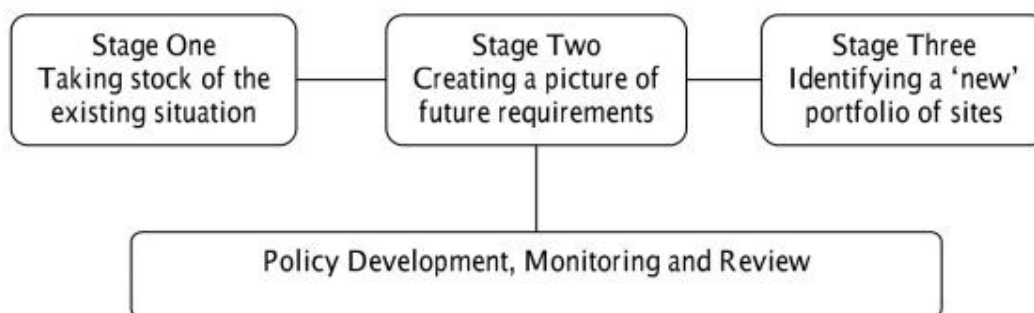 Stage One
Taking stock of the
existing situation
Stage Two
Creating a picture of
future requirements
Stage Three
Identifying a ‘new’
portfolio of sites
Policy Development, Monitoring and Review